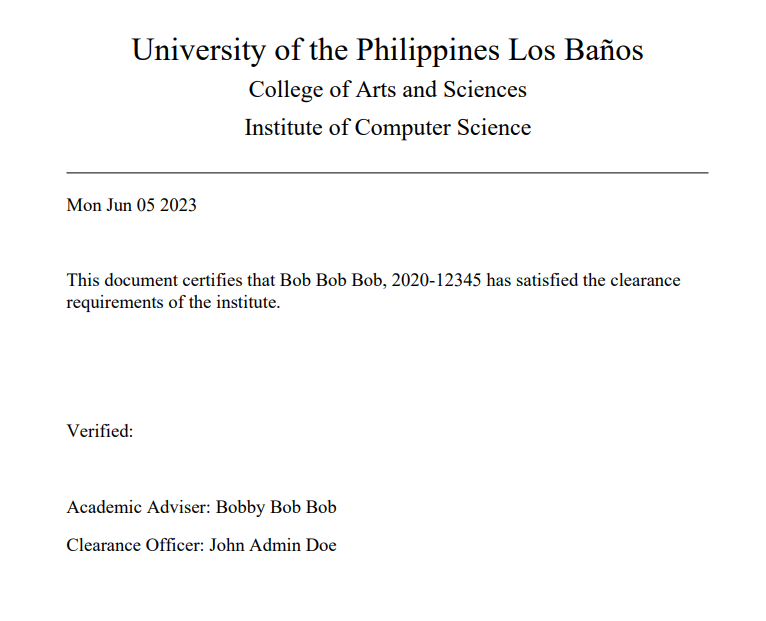 University of the Philippines Los Baños
College of Arts and Sciences
Institute of Computer Science
Mon Jun 05 2023
This document certifies that Bob Bob Bob, 2020-12345 has satisfied the clearance
requirements of the institute.
Verified:
Academic Adviser: Bobby Bob Bob
Clearance Officer: John Admin Doe